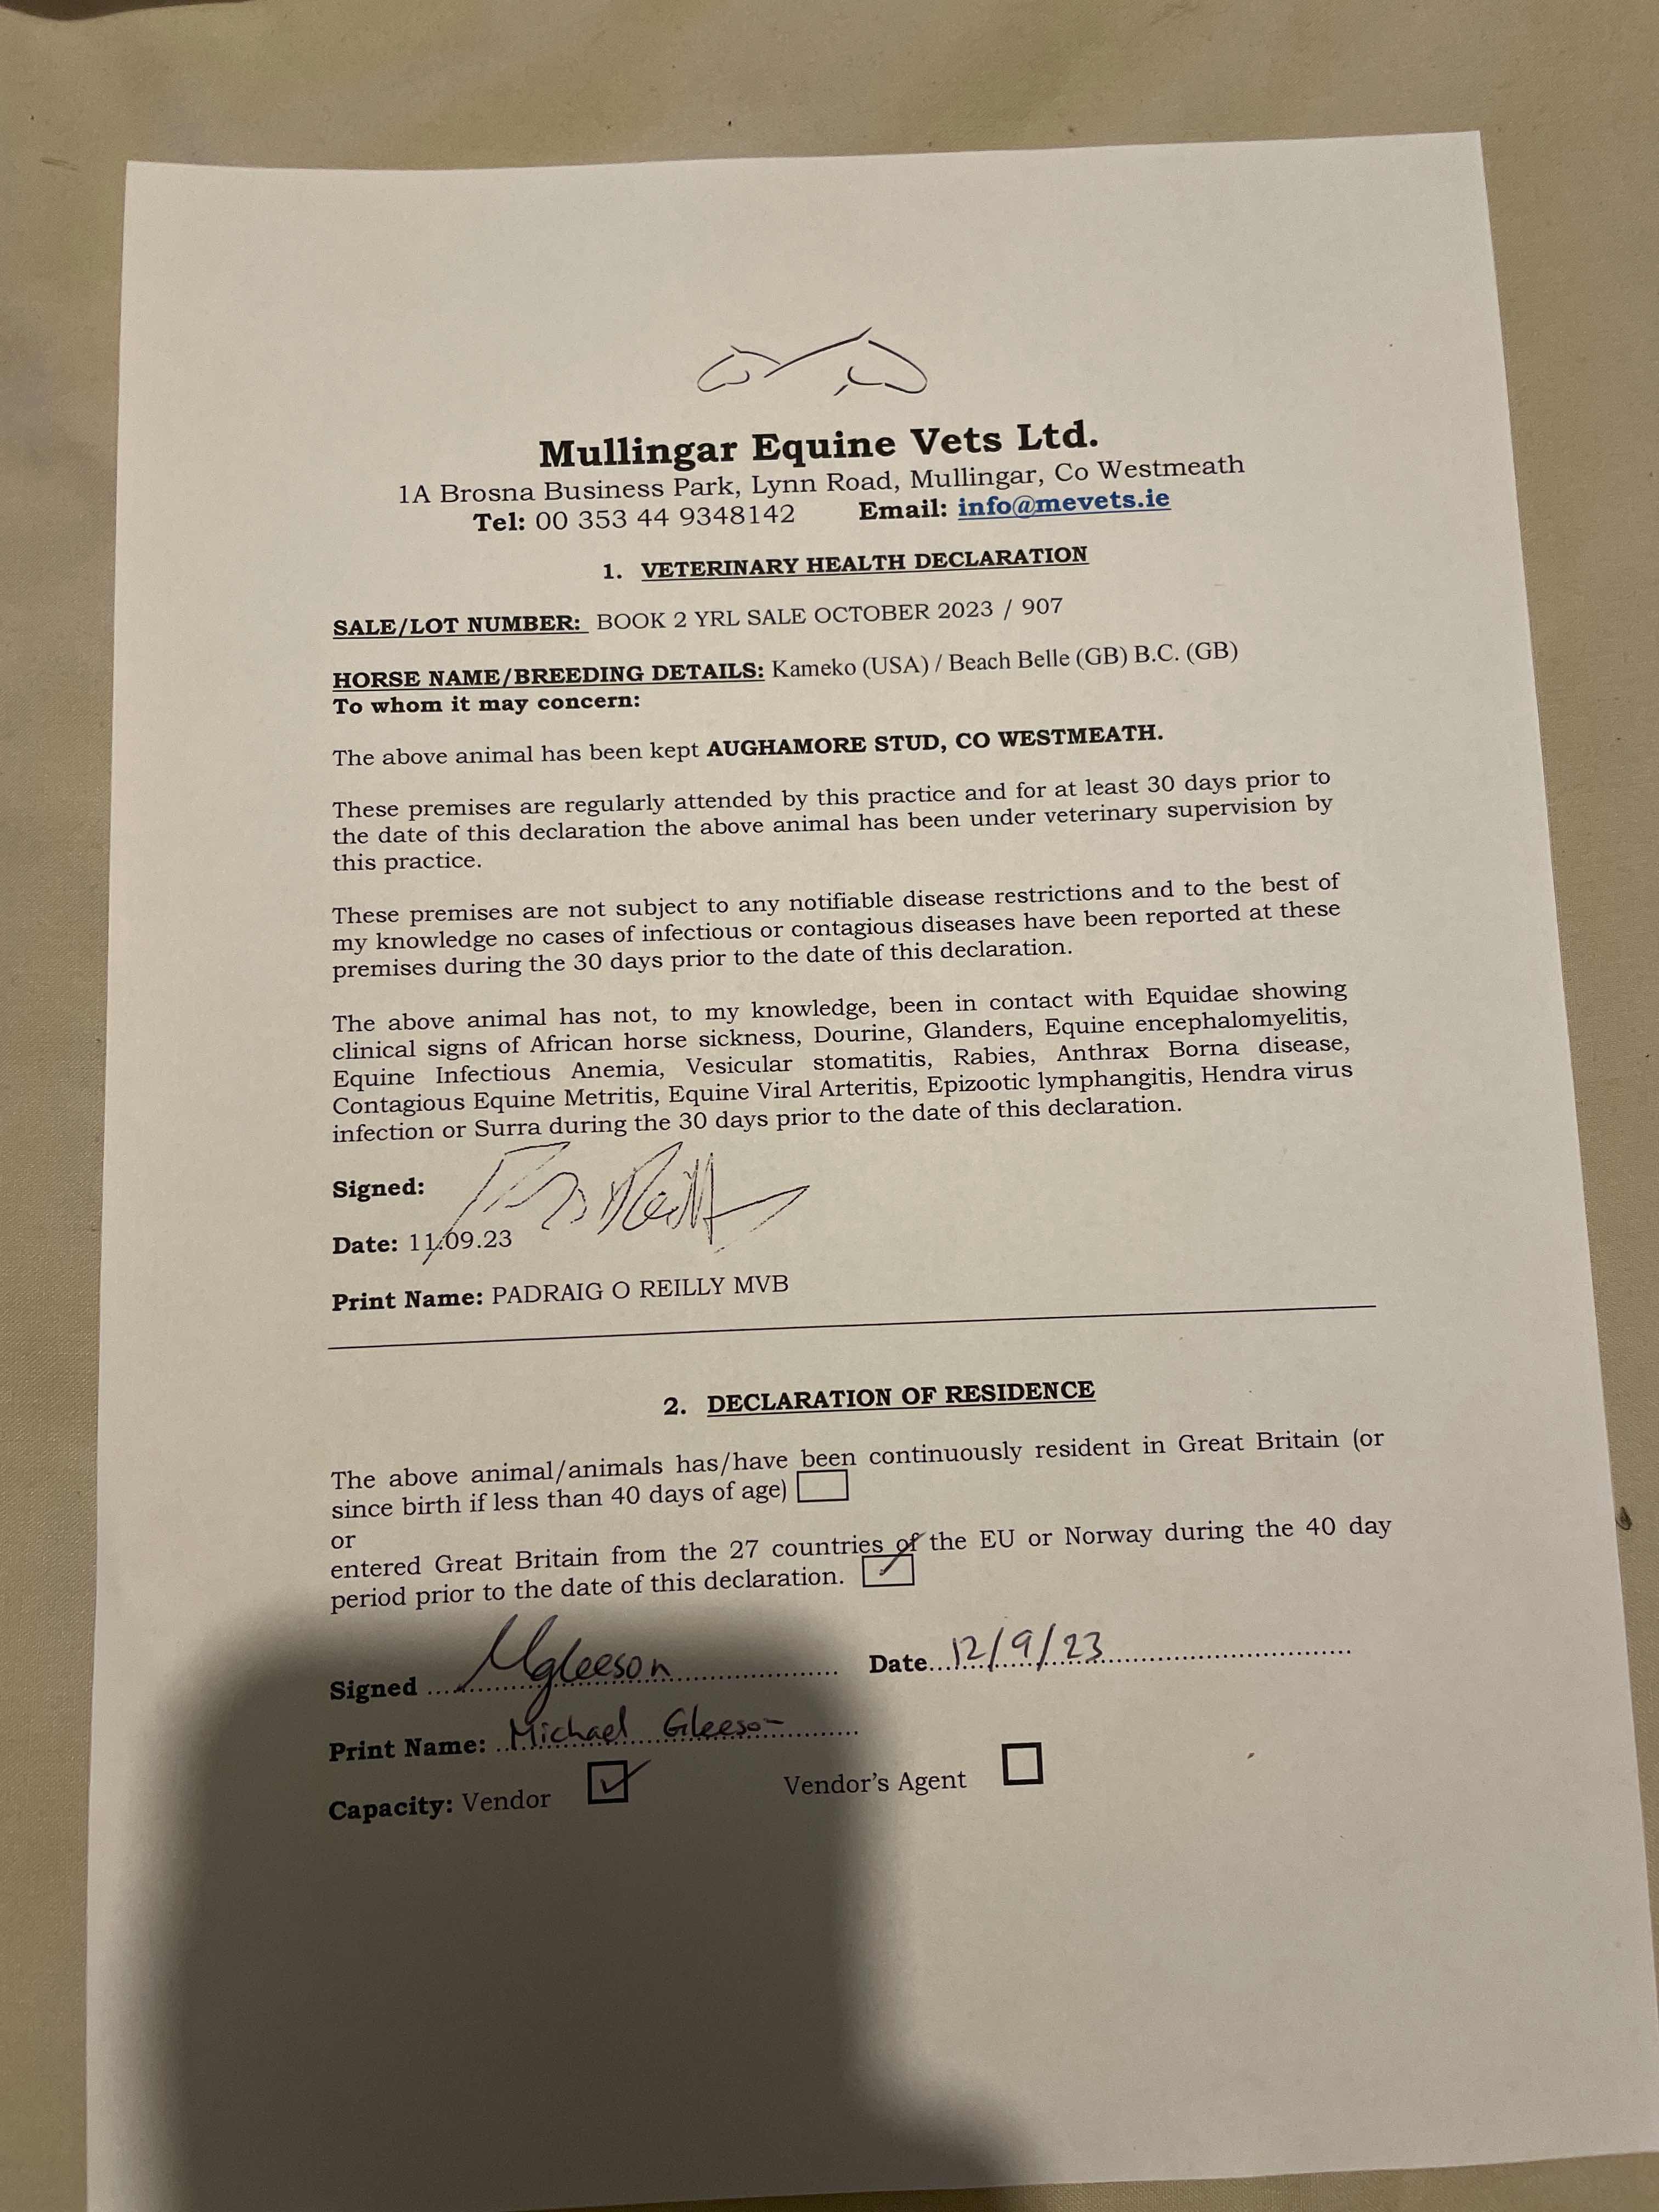 Mullingar Equine Vets Ltd.
1A Brosna Business Park, Lynn Road, Mullingar, Co Westmeath
Tel: 00 353 44 9348142 Email: info@mevets.ie
1. VETERINARY HEALTH DECLARATION
SALE/LOT NUMBER: BOOK 2 YRL SALE OCTOBER 2023 / 907
HORSE NAME/BREEDING DETAILS: Kameko (USA) / Beach Belle (GB) B.C. (GB)
To whom it may concern:
The above animal has been kept AUGHAMORE STUD, CO WESTMEATH.
These premises are regularly attended by this practice and for at least 30 days prior to
the date of this declaration the above animal has been under veterinary supervision by
this practice.
These premises are not subject to any notifiable disease restrictions and to the best of
my knowledge no cases of infectious or contagious diseases have been reported at these
premises during the 30 days prior to the date of this declaration.
The above animal has not, to my knowledge, been in contact with Equidae showing
clinical signs of African horse sickness, Dourine, Glanders, Equine encephalomyelitis,
Equine Infectious Anemia, Vesicular stomatitis, Rabies, Anthrax Borna disease,
Contagious Equine Metritis, Equine Viral Arteritis, Epizootic lymphangitis, Hendra virus
infection or Surra during the 30 days prior to the date of this declaration.
Signed:
Date: 11.09.23
Print Name: PADRAIG O REILLY MVB
2. DECLARATION OF RESIDENCE
The above animal/animals has/have been continuously resident in Great Britain (or
since birth if less than 40 days of age)
or
entered Great Britain from the 27 countries of the EU or Norway during the 40 day
period prior to the date of this declaration.
Signed MGleeson Date 12/9/23
Print Name: Michael Gleeson
Capacity: Vendor Vendor's Agent